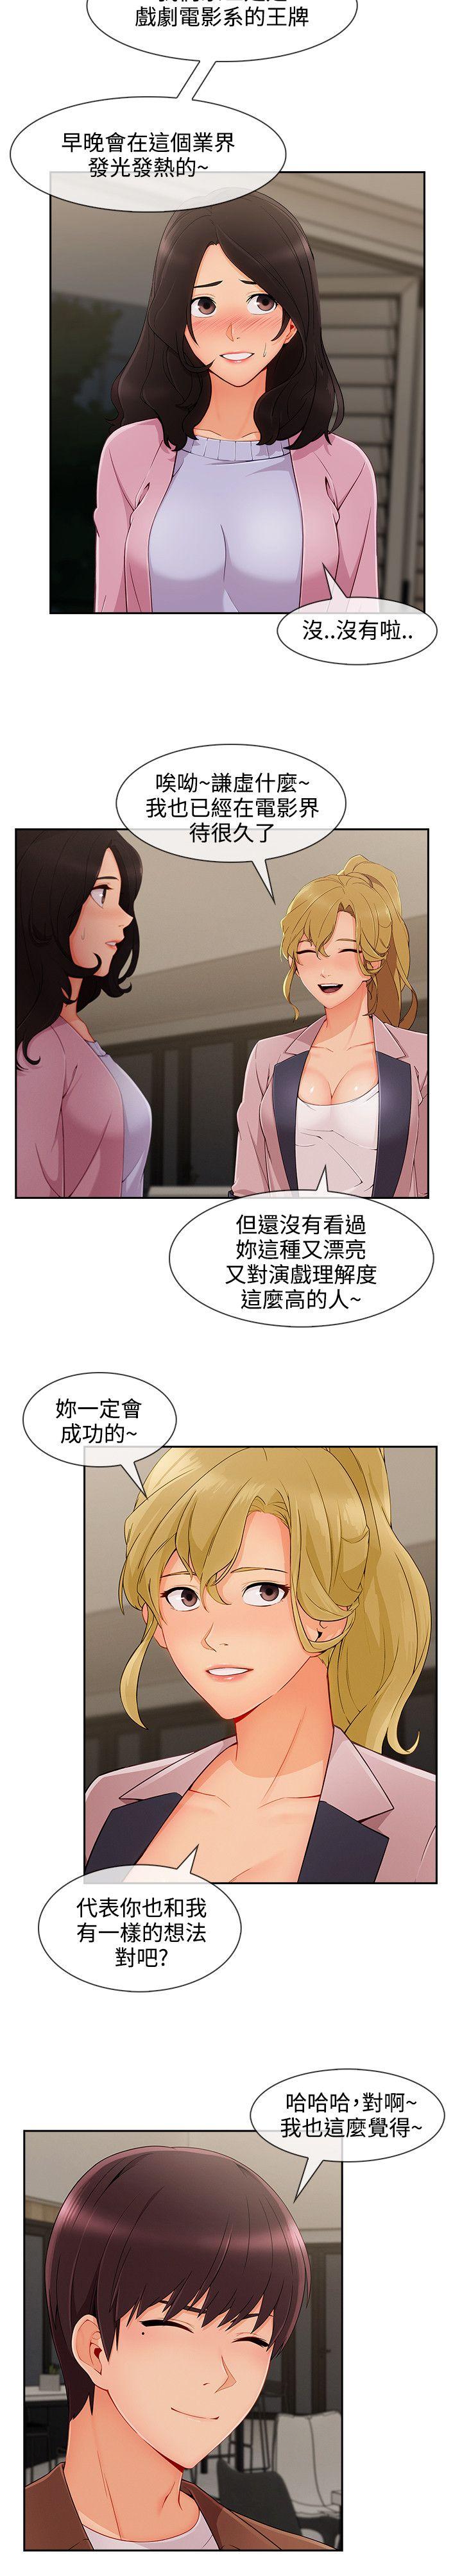 戲劇電影系的王牌
早晚會在這個業界
發光發熱的~
沒..沒有啦..
唉呦~謙虛什麼~
我也已經在電影界
待很久了
但還沒有看過
妳這種又漂亮
又對演戲理解度
這麼高的人~
妳一定會
成功的~
代表你也和我
有一樣的想法
對吧?
哈哈哈，對啊~
我也這麼覺得~